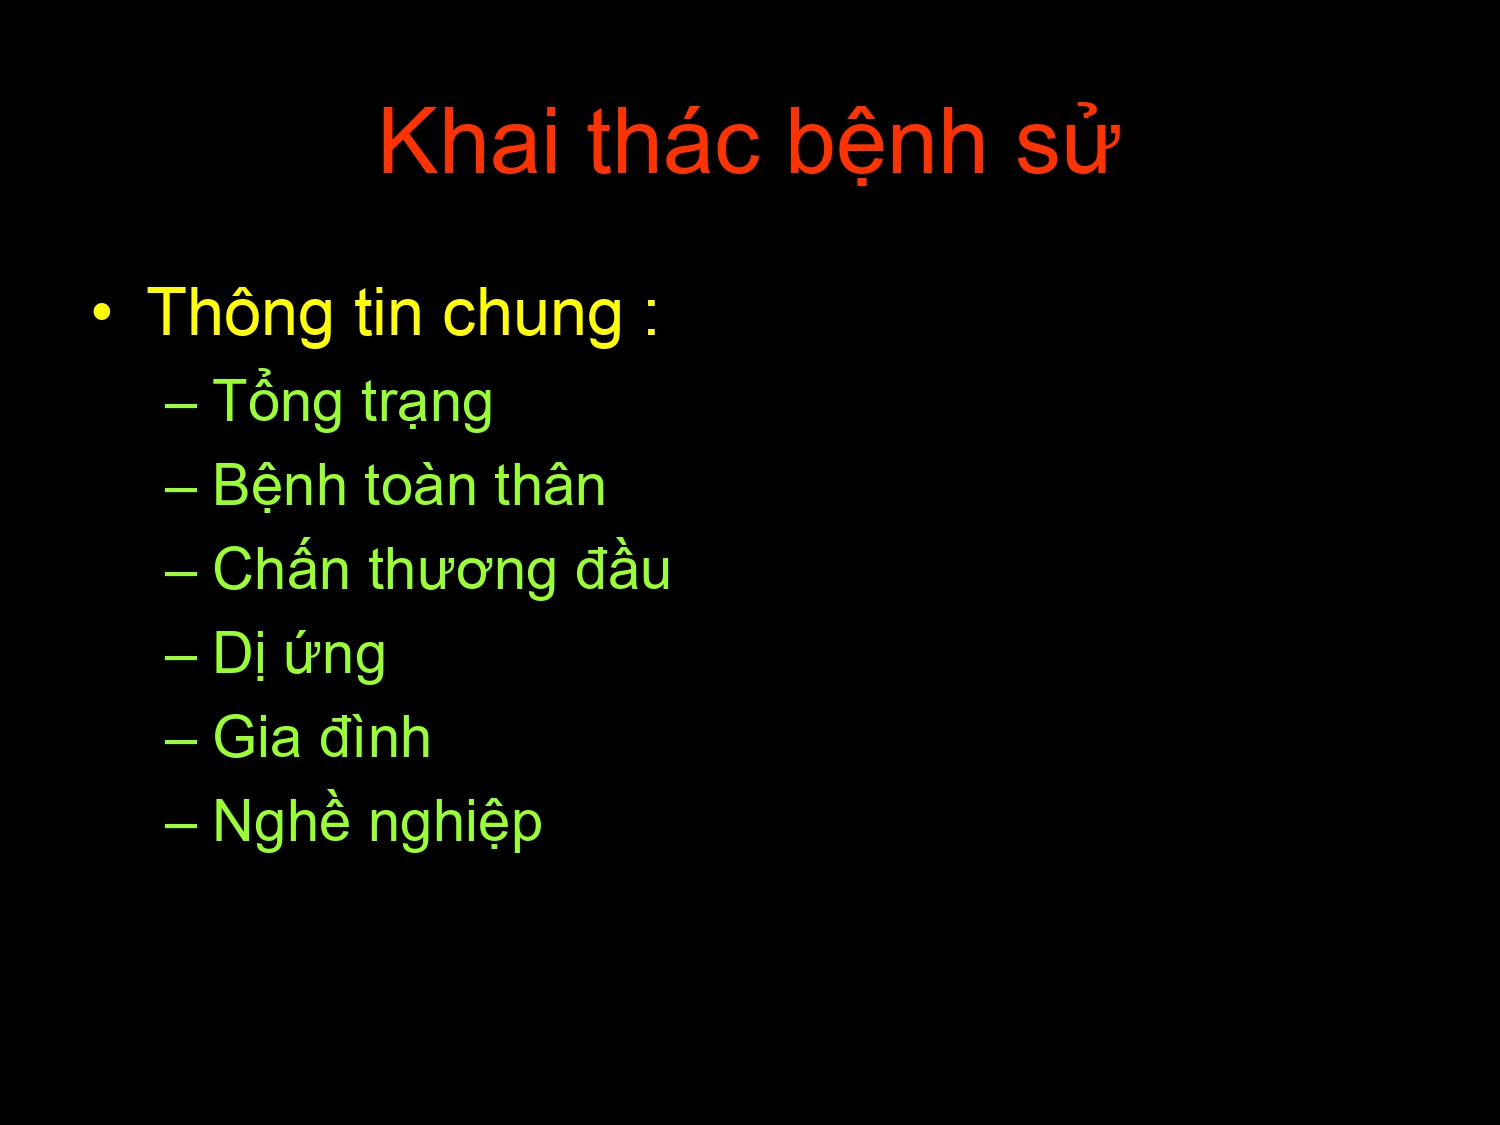 Khai thác bệnh sử
• Thông tin chung :
– Tổng trạng
– Bệnh toàn thân
– Chấn thương đầu
– Dị ứng
– Gia đình
– Nghề nghiệp